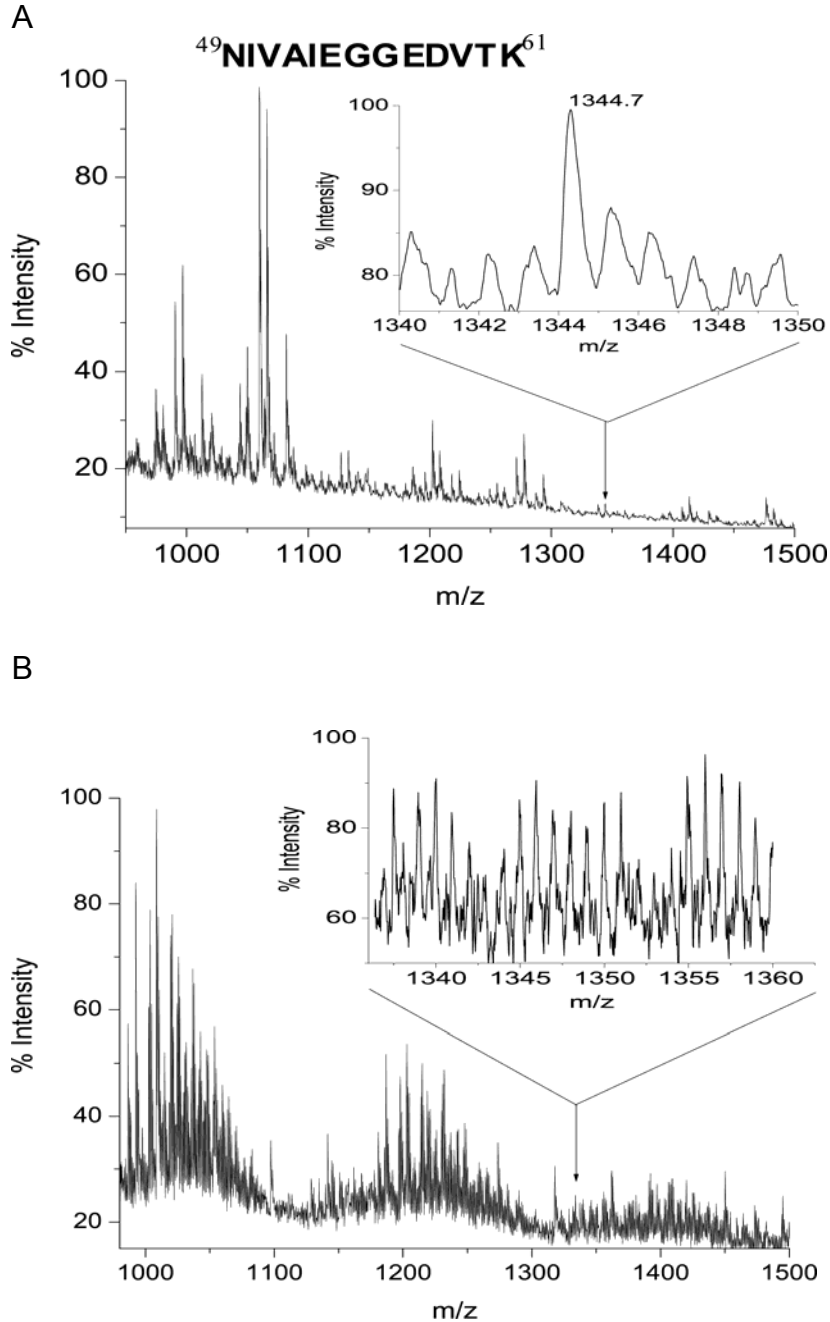 A
⁴⁹NIVAIEGGEDVTK⁶¹
100
80
60
40
20
% Intensity
1000 1100 1200 1300 1400 1500
m/z
1344.7
100
90
80
% Intensity
1340 1342 1344 1346 1348 1350
m/z
B
100
80
60
40
20
% Intensity
1000 1100 1200 1300 1400 1500
m/z
100
80
60
% Intensity
1340 1345 1350 1355 1360
m/z